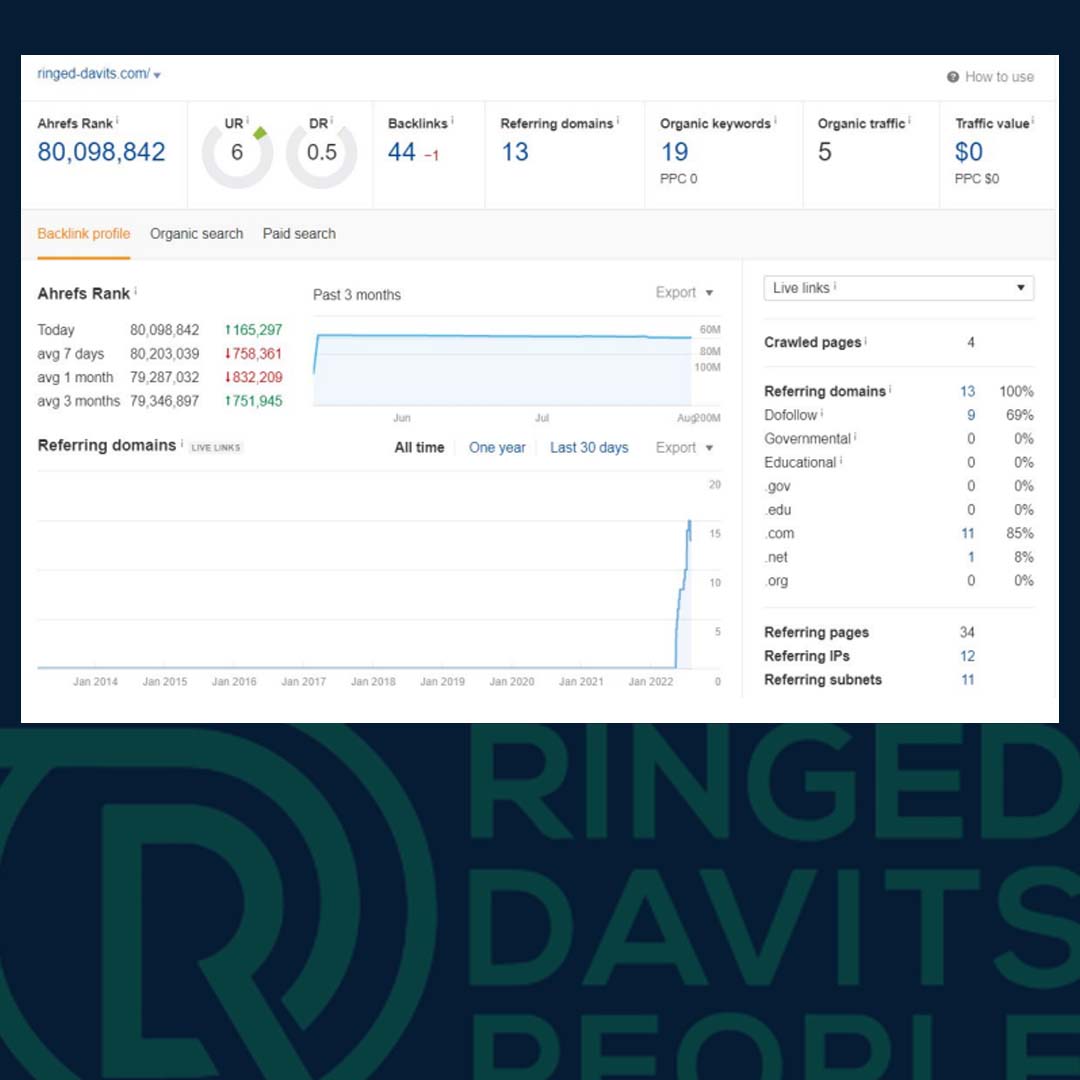 ringed-davits.com/
How to use
Ahrefs Rank i UR i DR i Backlinks i Referring domains i Organic keywords i Organic traffic i Traffic value i
80,098,842 6 0.5 44 -1 13 19 5 $0
PPC 0 PPC $0
Backlink profile Organic search Paid search
Ahrefs Rank i Past 3 months Export
Today 80,098,842 ↑165,297
avg 7 days 80,203,039 ↓758,361
avg 1 month 79,287,032 ↓832,209
avg 3 months 79,346,897 ↑751,945
60M
80M
100M
Jun Jul Aug 200M
Referring domains i LIVE LINKS All time One year Last 30 days Export
20
15
10
5
Jan 2014 Jan 2015 Jan 2016 Jan 2017 Jan 2018 Jan 2019 Jan 2020 Jan 2021 Jan 2022 0
Live links i
Crawled pages i 4
Referring domains i 13 100%
Dofollow i 9 69%
Governmental i 0 0%
Educational i 0 0%
.gov 0 0%
.edu 0 0%
.com 11 85%
.net 1 8%
.org 0 0%
Referring pages 34
Referring IPs 12
Referring subnets 11
RINGED
DAVITS
PEOPLE